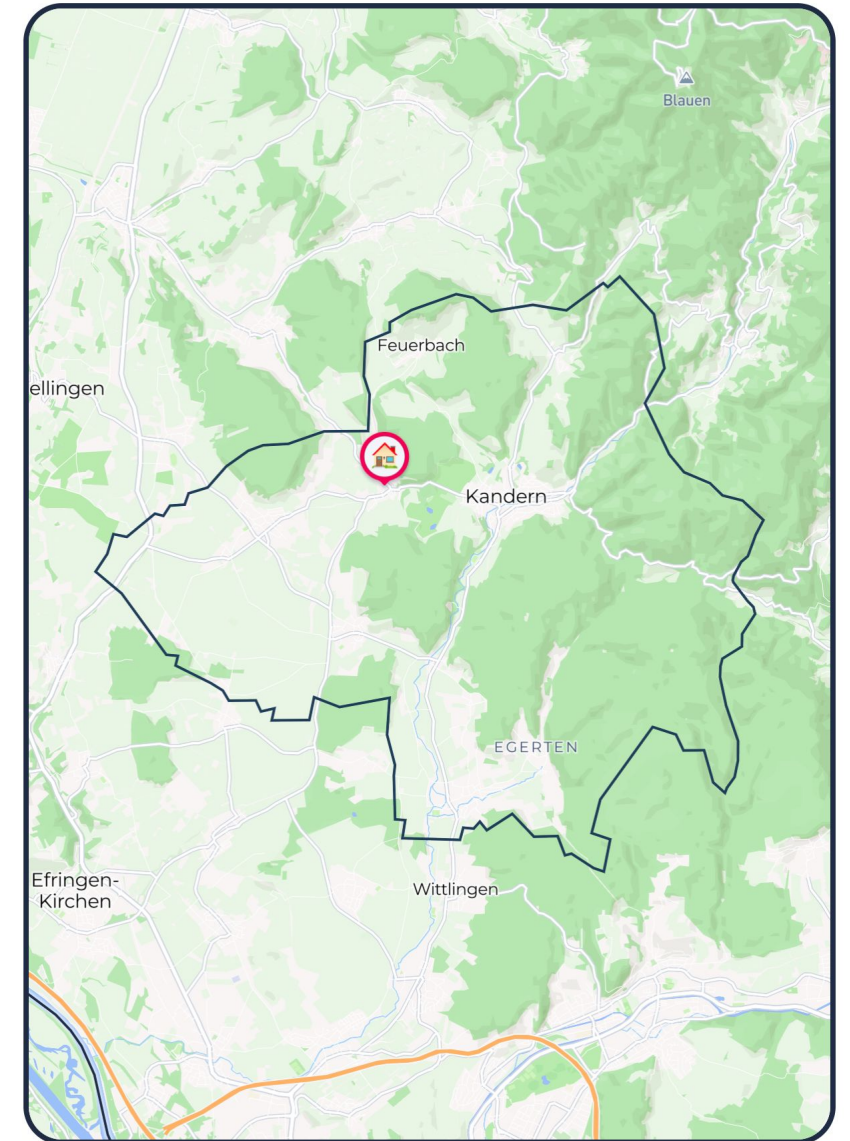 Blauen
Feuerbach
ellingen
Kandern
EGERTEN
Efringen-
Kirchen
Wittlingen